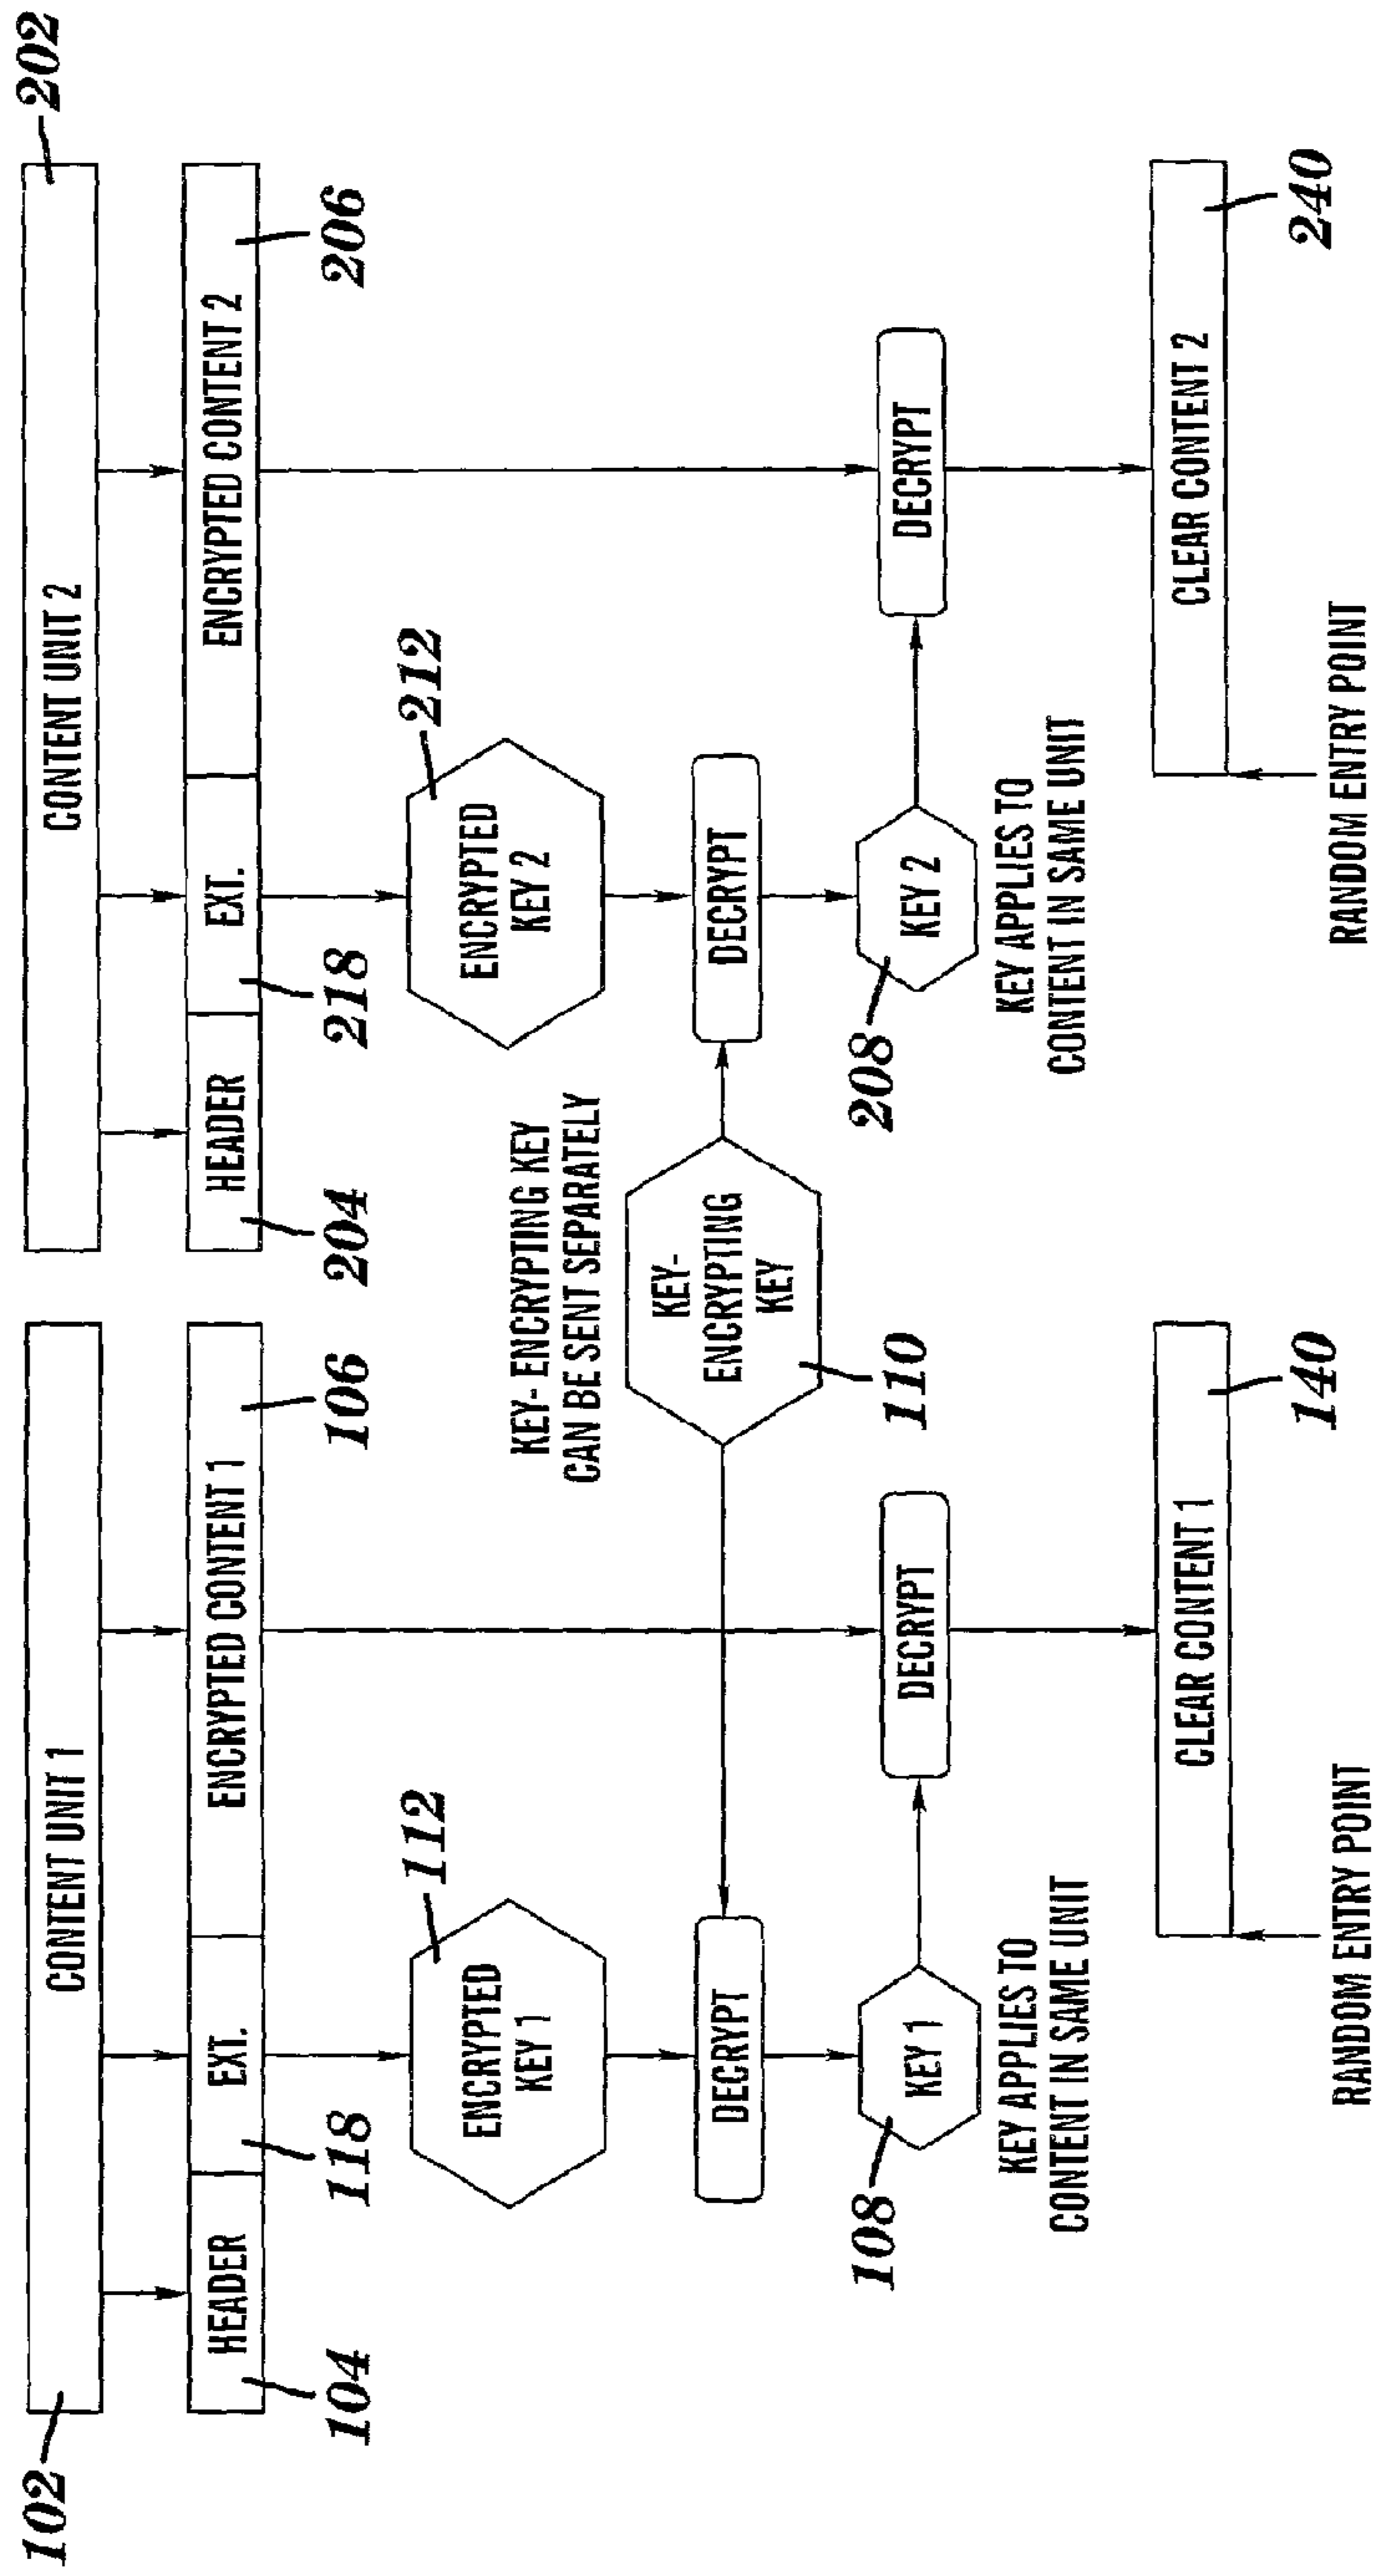 102
CONTENT UNIT 1
CONTENT UNIT 2
202
HEADER
EXT.
ENCRYPTED CONTENT 1
HEADER
EXT.
ENCRYPTED CONTENT 2
104
118
106
204
218
206
112
ENCRYPTED
KEY 1
212
ENCRYPTED
KEY 2
KEY- ENCRYPTING KEY
CAN BE SENT SEPARATELY
DECRYPT
KEY-
ENCRYPTING
KEY
DECRYPT
108
KEY 1
DECRYPT
110
208
KEY 2
DECRYPT
KEY APPLIES TO
CONTENT IN SAME UNIT
KEY APPLIES TO
CONTENT IN SAME UNIT
CLEAR CONTENT 1
CLEAR CONTENT 2
140
240
RANDOM ENTRY POINT
RANDOM ENTRY POINT